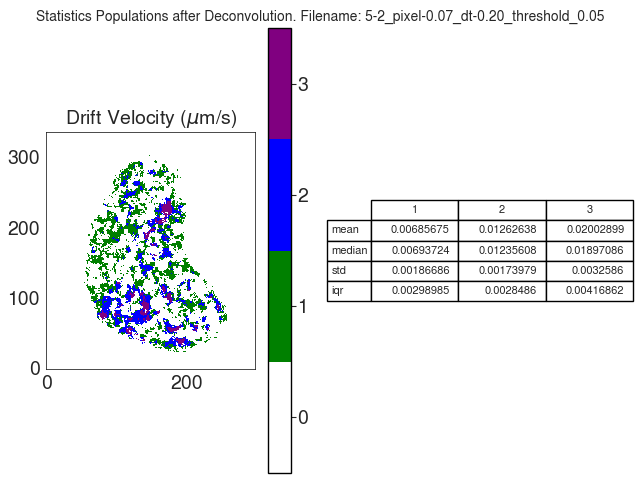 Statistics Populations after Deconvolution. Filename: 5-2_pixel-0.07_dt-0.20_threshold_0.05
Drift Velocity (μm/s)
300
200
100
0
0 200
3
2
1
0
1 2 3
mean 0.00685675 0.01262638 0.02002899
median 0.00693724 0.01235608 0.01897086
std 0.00186686 0.00173979 0.0032586
iqr 0.00298985 0.0028486 0.00416862